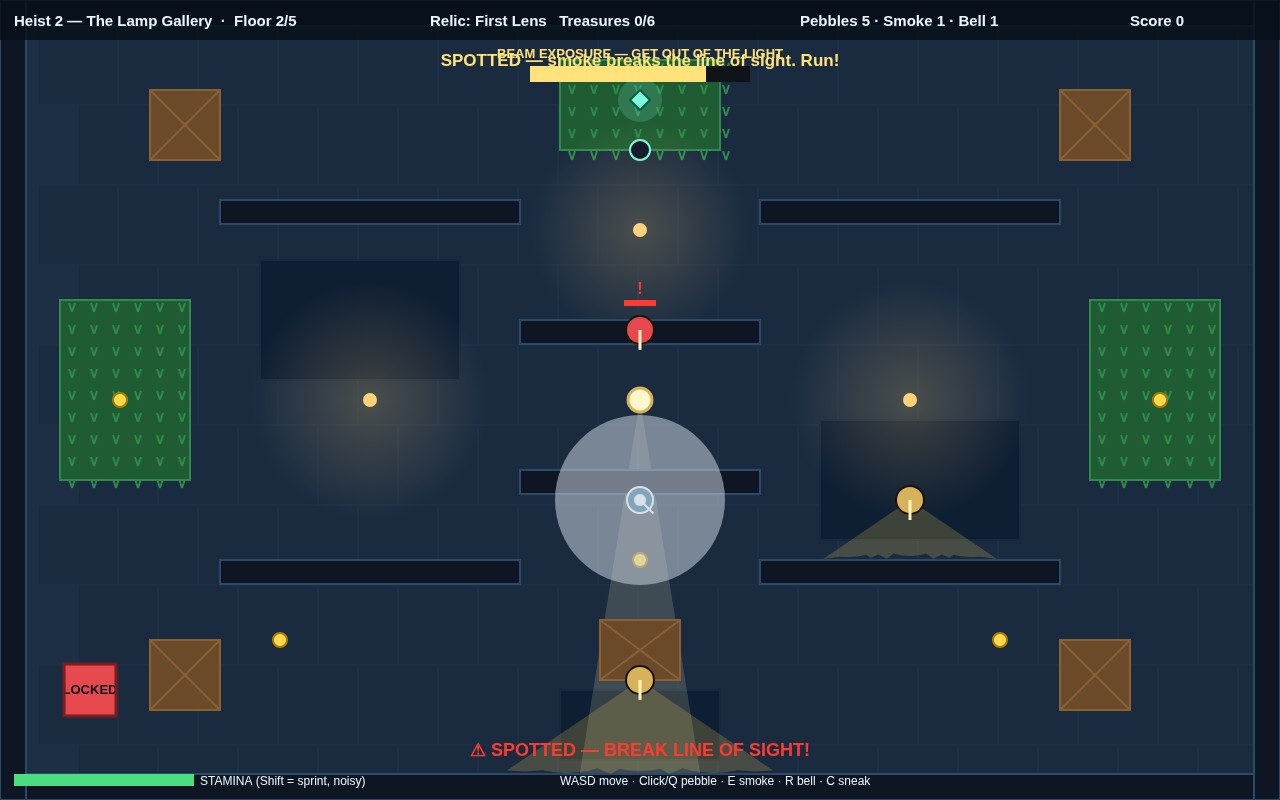 Heist 2 — The Lamp Gallery · Floor 2/5
Relic: First Lens Treasures 0/6
Pebbles 5 · Smoke 1 · Bell 1
Score 0
BEAM EXPOSURE — GET OUT OF THE LIGHT
SPOTTED — smoke breaks the line of sight. Run!
!
LOCKED
⚠ SPOTTED — BREAK LINE OF SIGHT!
STAMINA (Shift = sprint, noisy)
WASD move · Click/Q pebble · E smoke · R bell · C sneak